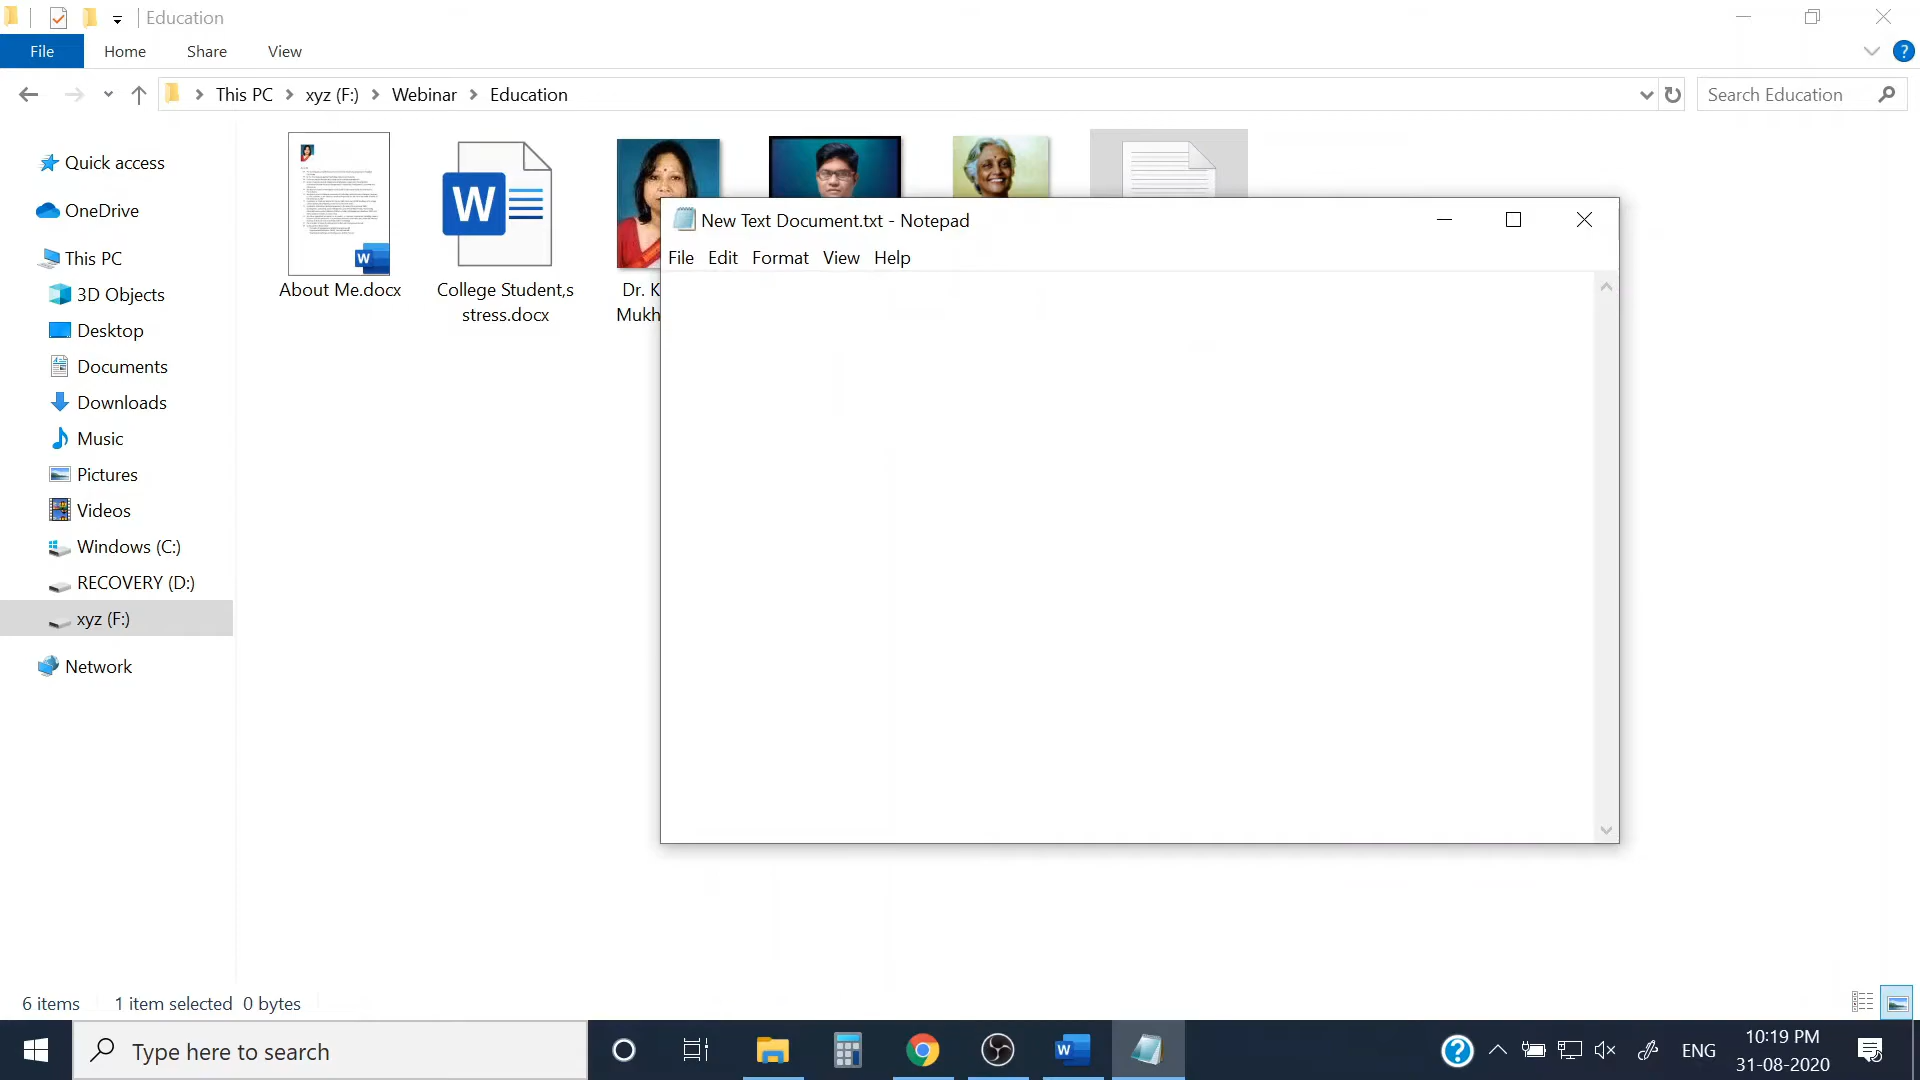 Education
File Home Share View
This PC xyz (F:) Webinar Education
Search Education
Quick access
OneDrive
This PC
3D Objects
Desktop
Documents
Downloads
Music
Pictures
Videos
Windows (C:)
RECOVERY (D:)
xyz (F:)
Network
About Me.docx
College Student,s
stress.docx
Dr. K
Mukh
New Text Document.txt - Notepad
File Edit Format View Help
6 items 1 item selected 0 bytes
Type here to search
ENG
10:19 PM
31-08-2020